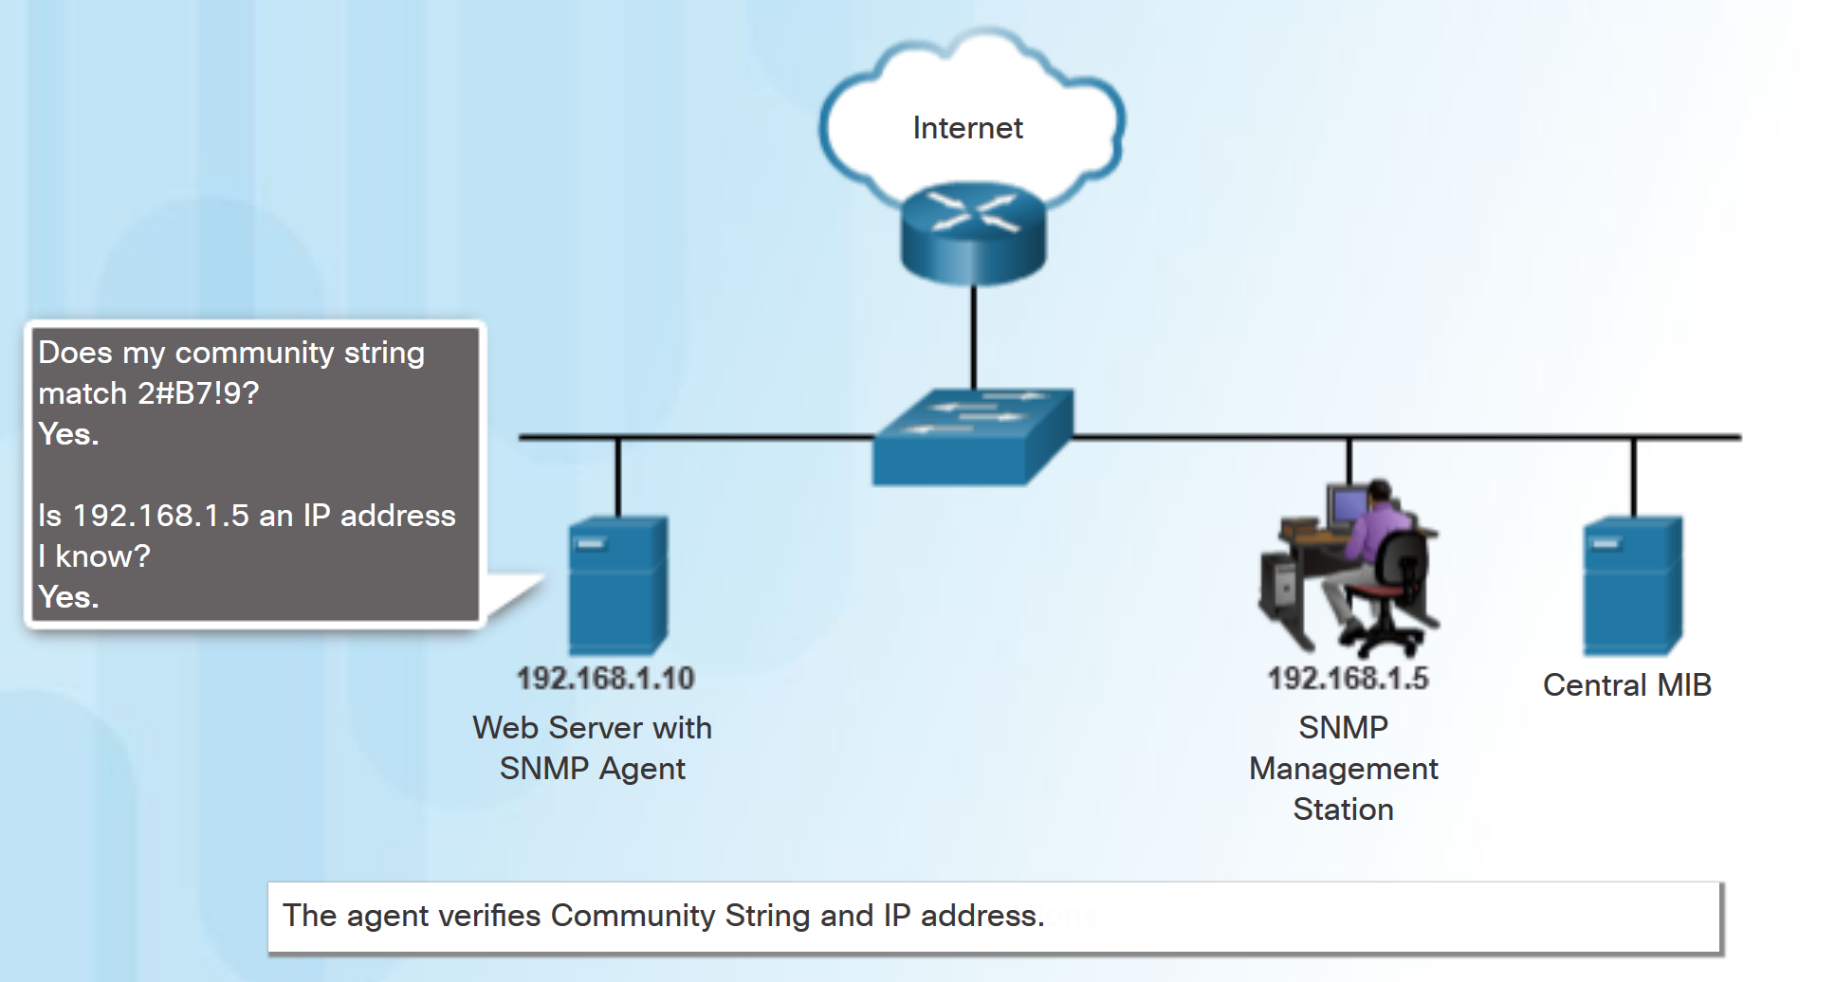 Internet
Does my community string
match 2#B7!9?
Yes.
Is 192.168.1.5 an IP address
I know?
Yes.
192.168.1.10
Web Server with
SNMP Agent
192.168.1.5
SNMP
Management
Station
Central MIB
The agent verifies Community String and IP address.